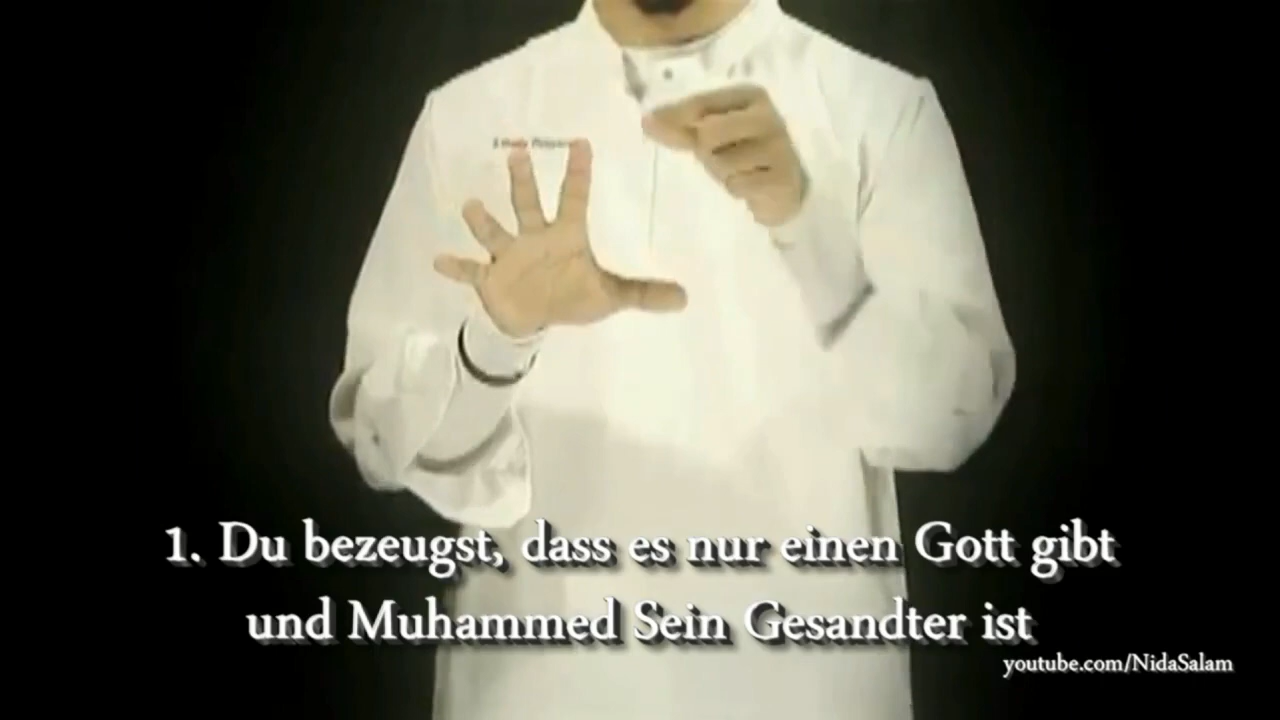 1. Du bezeugst, dass es nur einen Gott gibt
und Muhammed Sein Gesandter ist
youtube.com/NidaSalam